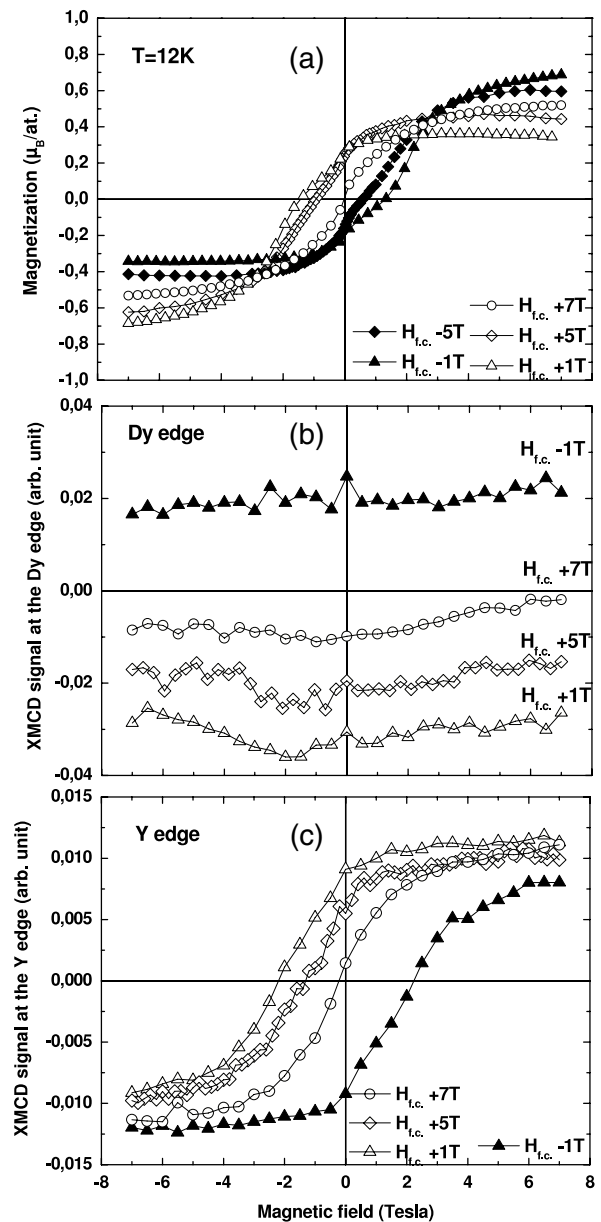 T=12K
(a)
Magnetization (μB/at.)
1,0
0,8
0,6
0,4
0,2
0,0
-0,2
-0,4
-0,6
-0,8
-1,0
Hf.c. -5T
Hf.c. -1T
Hf.c. +7T
Hf.c. +5T
Hf.c. +1T
Dy edge
(b)
XMCD signal at the Dy edge (arb. unit)
0,04
0,02
0,00
-0,02
-0,04
Hf.c. -1T
Hf.c. +7T
Hf.c. +5T
Hf.c. +1T
Y edge
(c)
XMCD signal at the Y edge (arb. unit)
0,015
0,010
0,005
0,000
-0,005
-0,010
-0,015
Hf.c. +7T
Hf.c. +5T
Hf.c. +1T
Hf.c. -1T
-8 -6 -4 -2 0 2 4 6 8
Magnetic field (Tesla)